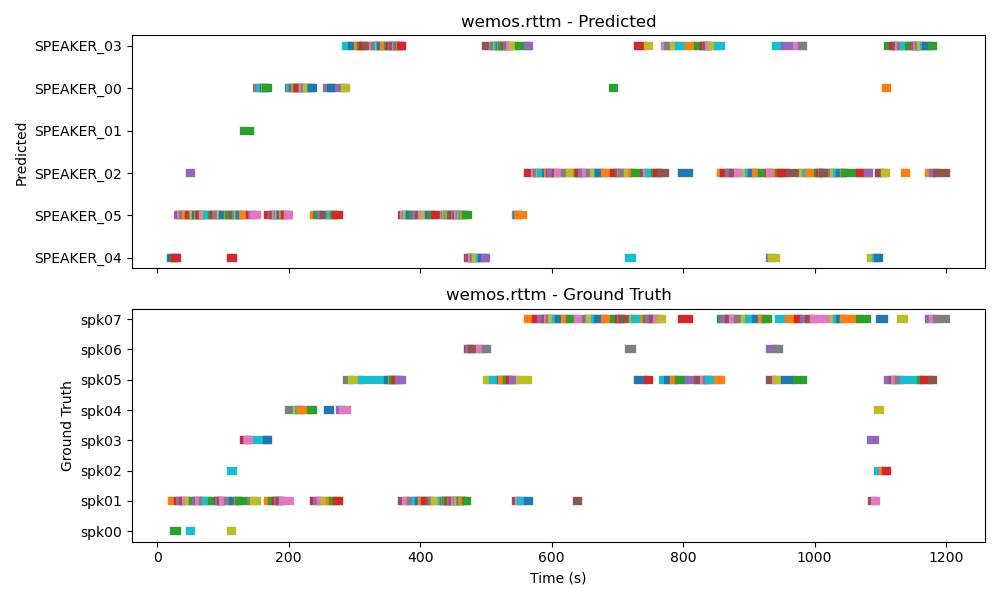 wemos.rttm - Predicted
SPEAKER_03
SPEAKER_00
SPEAKER_01
SPEAKER_02
SPEAKER_05
SPEAKER_04
Predicted
wemos.rttm - Ground Truth
spk07
spk06
spk05
spk04
spk03
spk02
spk01
spk00
Ground Truth
0 200 400 600 800 1000 1200
Time (s)